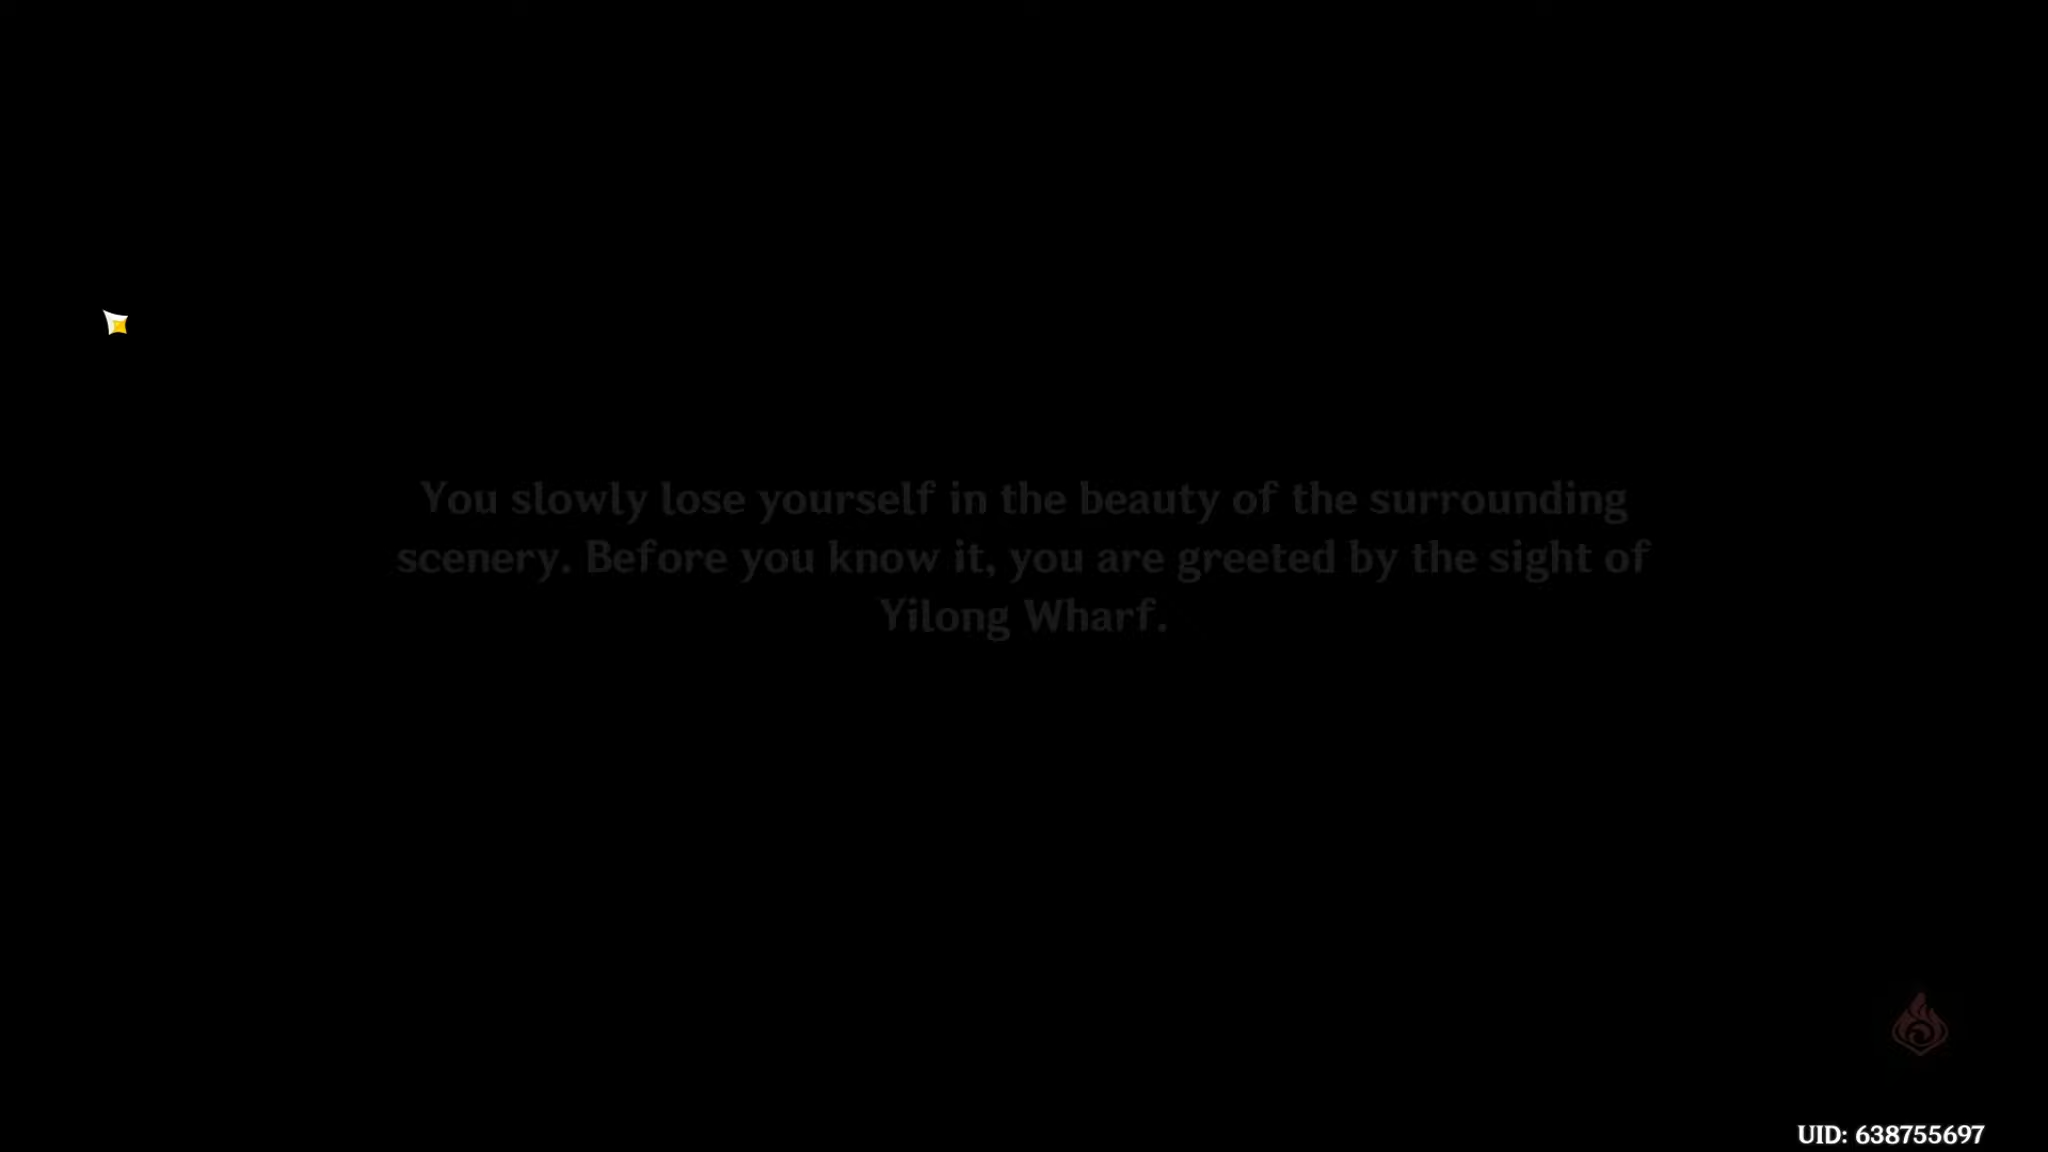 You slowly lose yourself in the beauty of the surrounding
scenery. Before you know it, you are greeted by the sight of
Yilong Wharf.
UID: 638755697